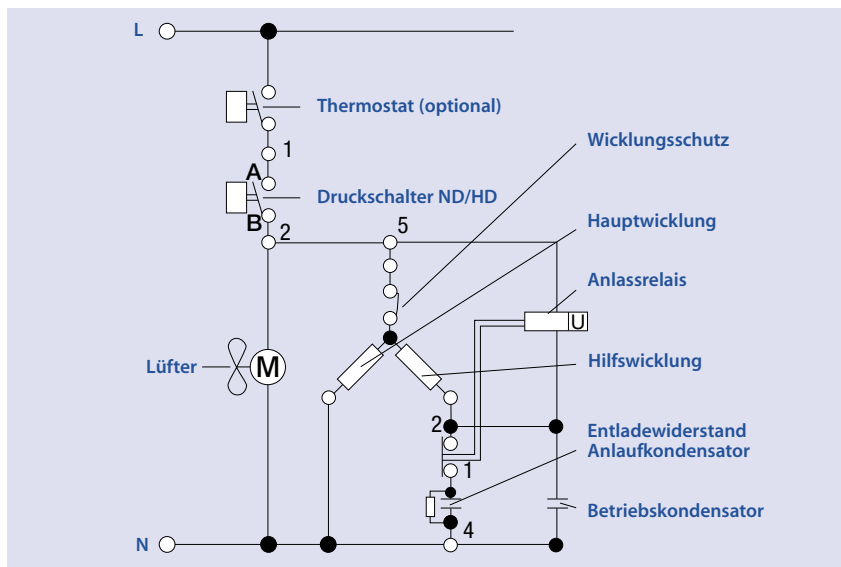 L
Thermostat (optional)
1
Wicklungsschutz
A
Druckschalter ND/HD
B
2
5
Hauptwicklung
Anlassrelais
U
Lüfter
M
Hilfswicklung
2
Entladewiderstand
Anlaufkondensator
1
Betriebskondensator
4
N